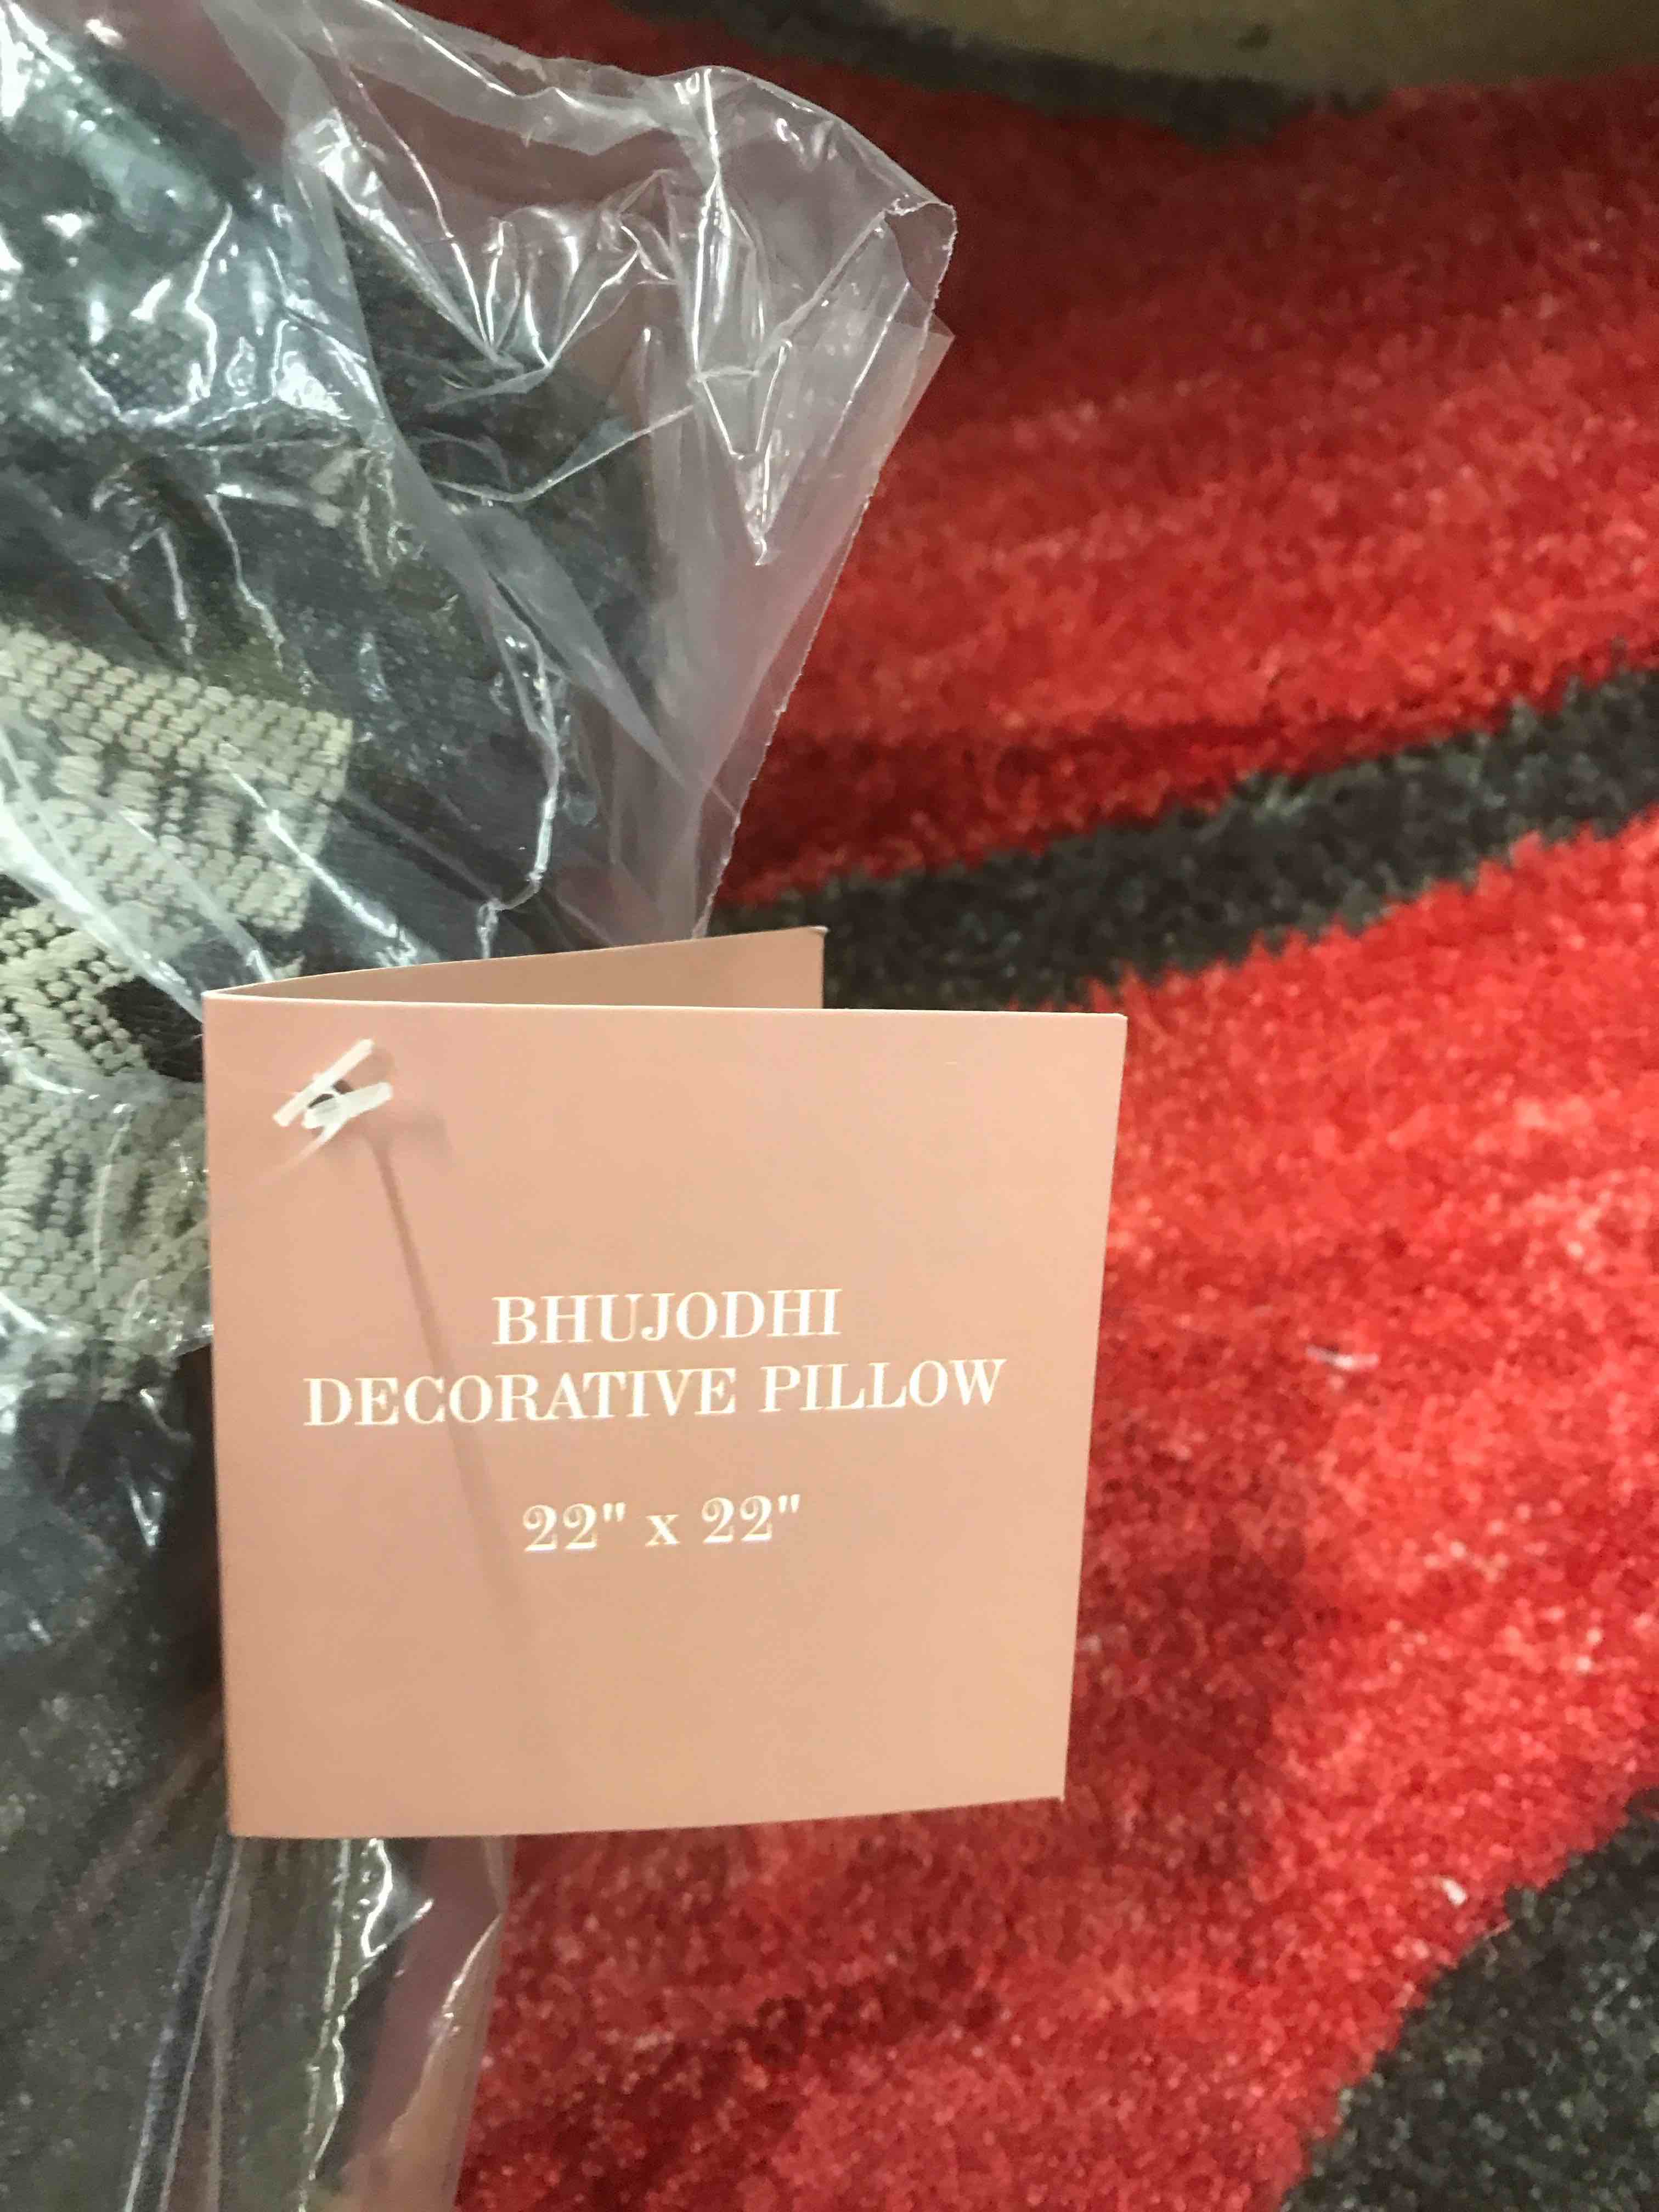 BHUJODHI
DECORATIVE PILLOW
22" x 22"